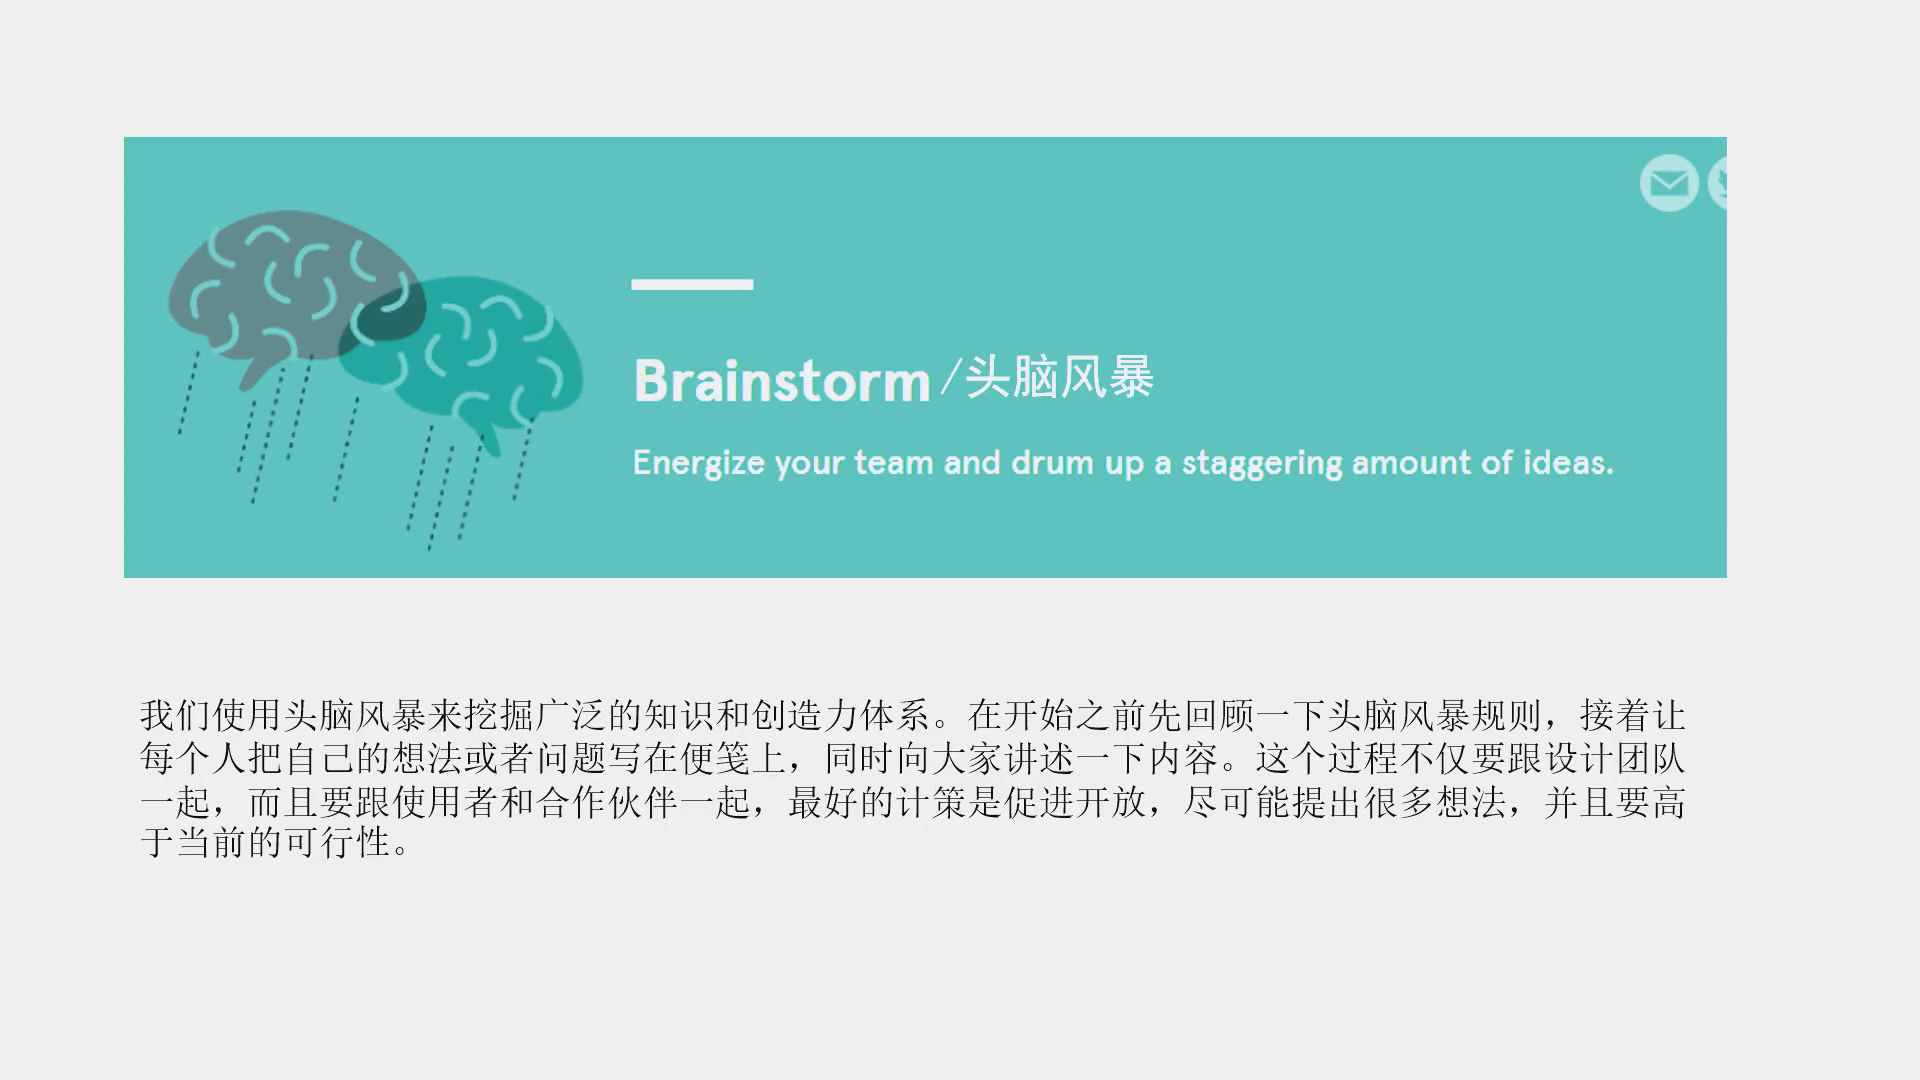 Brainstorm /头脑风暴
Energize your team and drum up a staggering amount of ideas.
我们使用头脑风暴来挖掘广泛的知识和创造力体系。在开始之前先回顾一下头脑风暴规则，接着让
每个人把自己的想法或者问题写在便笺上，同时向大家讲述一下内容。这个过程不仅要跟设计团队
一起，而且要跟使用者和合作伙伴一起，最好的计策是促进开放，尽可能提出很多想法，并且要高
于当前的可行性。